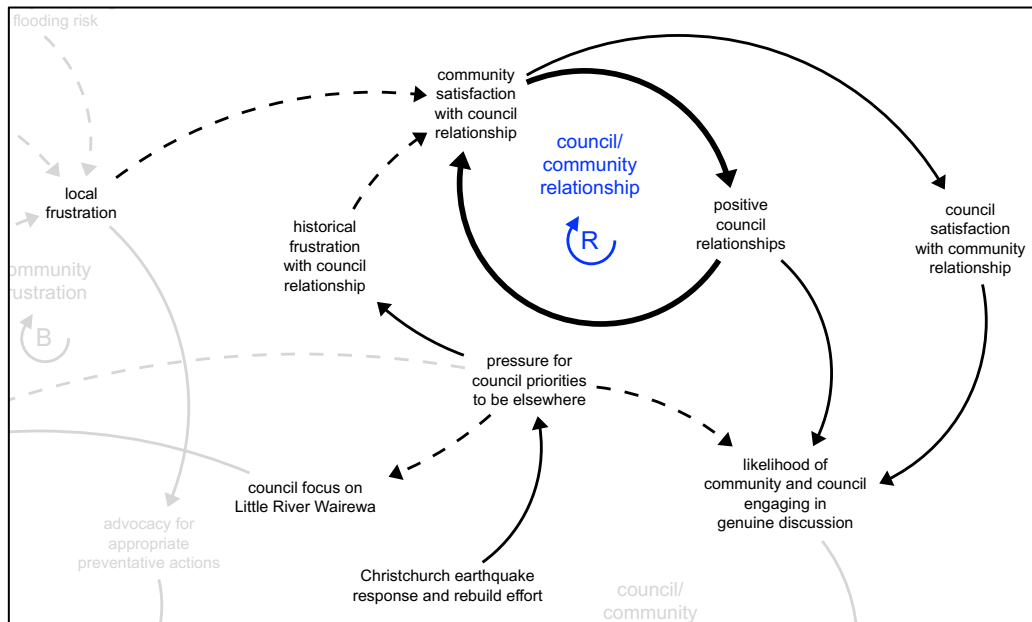 flooding risk
community
satisfaction
with council
relationship
council/
community
relationship
R
local
frustration
historical
frustration
with council
relationship
positive
council
relationships
council
satisfaction
with community
relationship
ommunity
rustration
B
pressure for
council priorities
to be elsewhere
council focus on
Little River Wairewa
likelihood of
community and council
engaging in
genuine discussion
advocacy for
appropriate
preventative actions
Christchurch earthquake
response and rebuild effort
council/
community